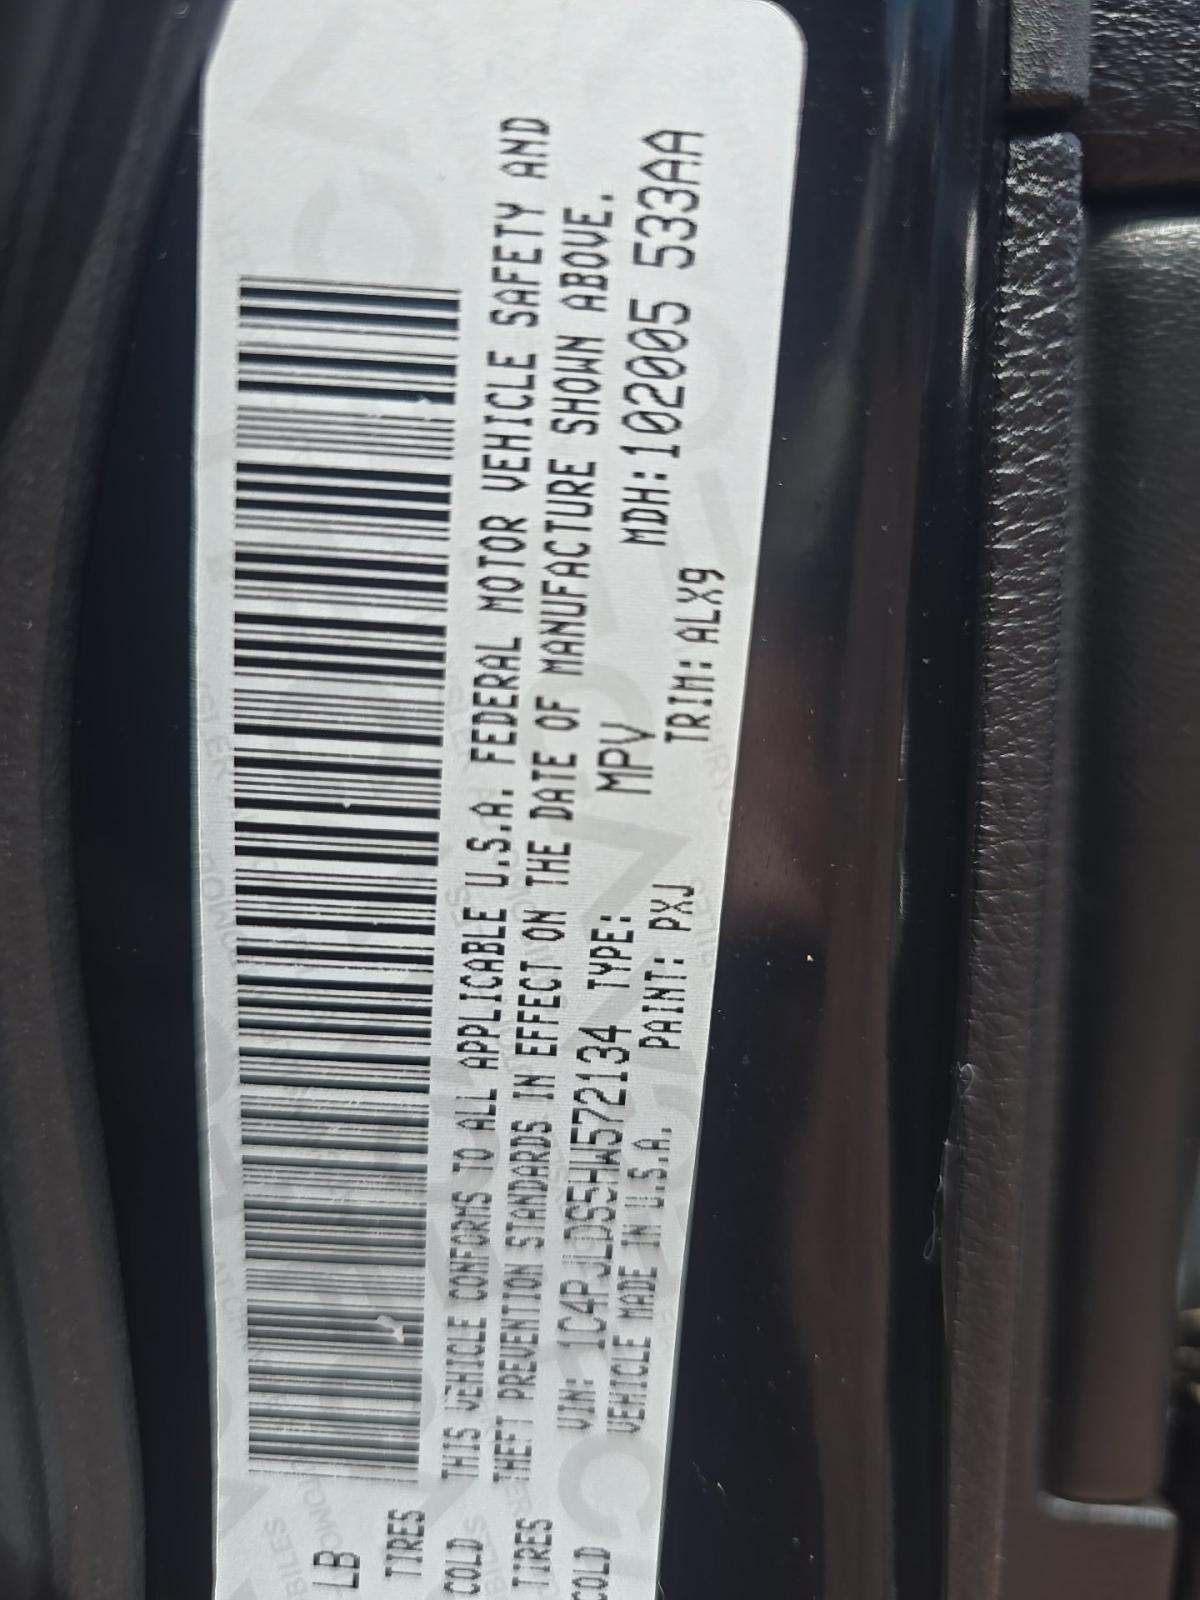 LB
TIRES
COLD
TIRES
COLD
THIS VEHICLE CONFORMS TO ALL APPLICABLE U.S.A. FEDERAL MOTOR VEHICLE SAFETY AND
THEFT PREVENTION STANDARDS IN EFFECT ON THE DATE OF MANUFACTURE SHOWN ABOVE.
VIN: 1C4PJLDS5HW572134 TYPE: MPV MDH:102005 533AA
VEHICLE MADE IN U.S.A. PAINT: PXJ TRIM: ALX9